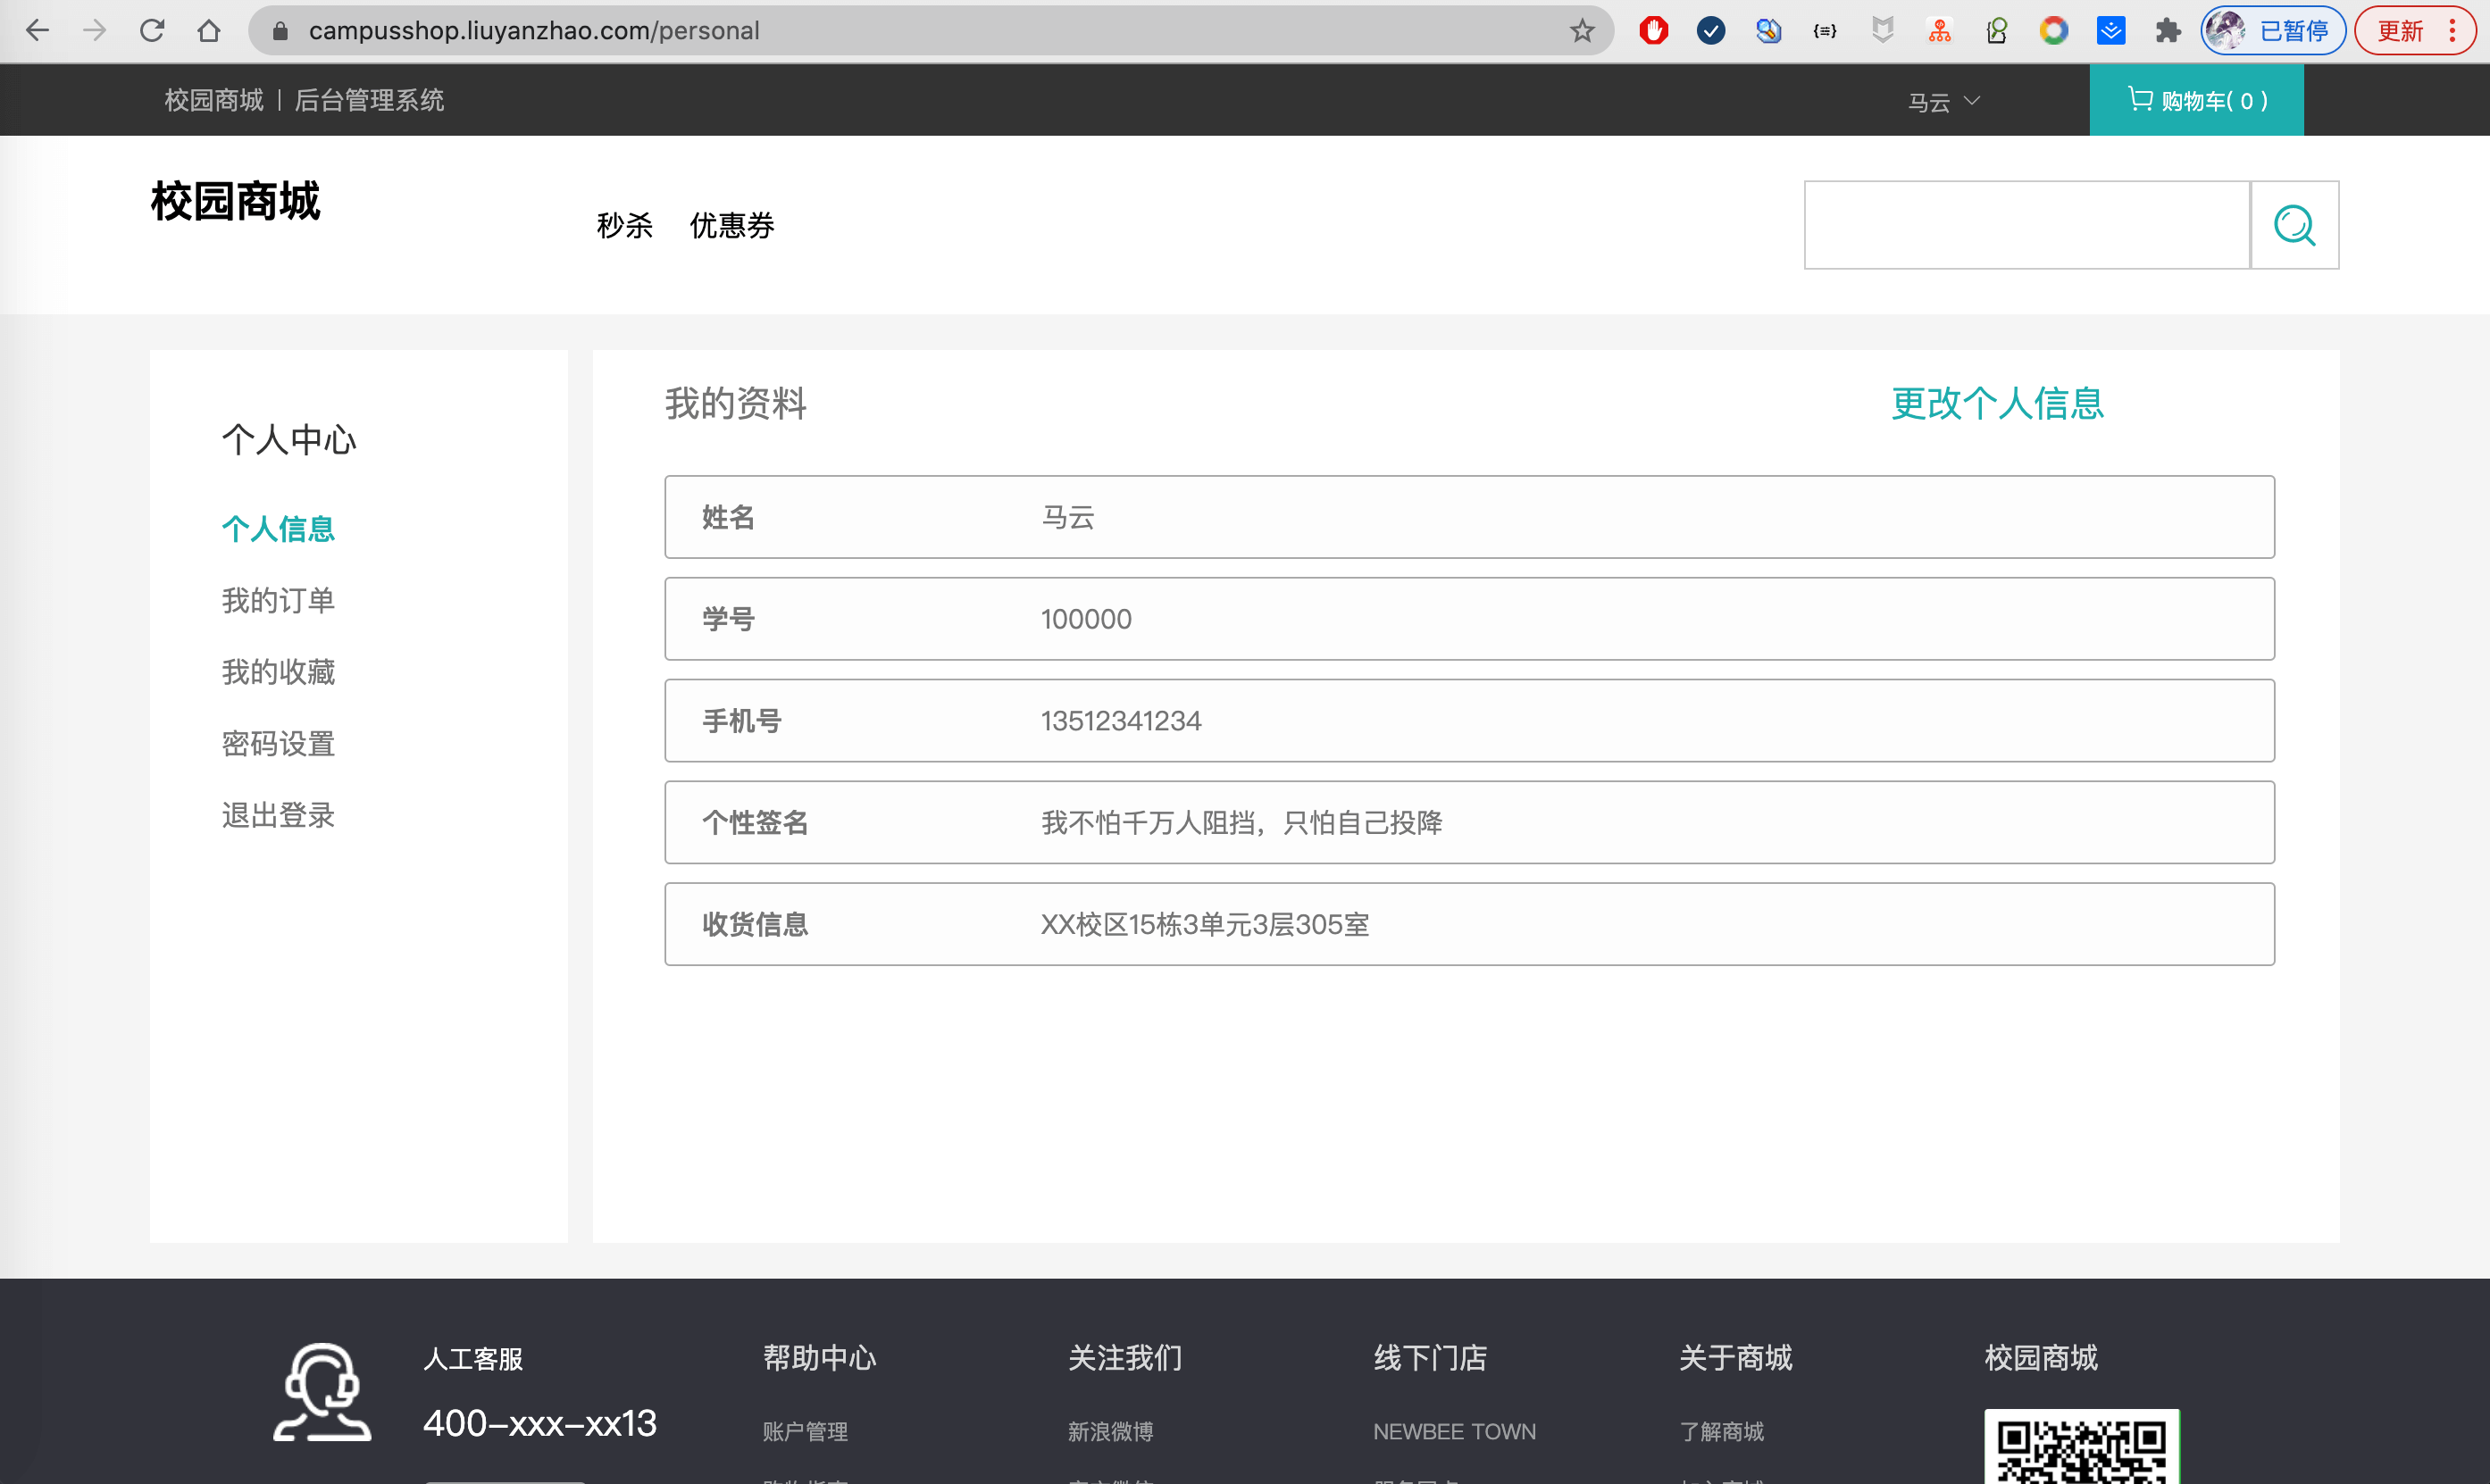 campusshop.liuyanzhao.com/personal
已暂停
更新
校园商城 | 后台管理系统
马云
购物车( 0 )
校园商城
秒杀 优惠券
个人中心
个人信息
我的订单
我的收藏
密码设置
退出登录
我的资料
更改个人信息
姓名 马云
学号 100000
手机号 13512341234
个性签名 我不怕千万人阻挡，只怕自己投降
收货信息 XX校区15栋3单元3层305室
人工客服
400-xxx-xx13
帮助中心
账户管理
关注我们
新浪微博
线下门店
NEWBEE TOWN
关于商城
了解商城
校园商城